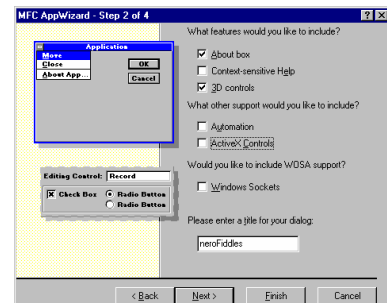 MFC AppWizard - Step 2 of 4
Application
Move
Close
About App...
OK
Cancel
Editing Control: Record
Check Box
Radio Button
Radio Button
What features would you like to include?
About box
Context-sensitive Help
3D controls
What other support would you like to include?
Automation
ActiveX Controls
Would you like to include WOSA support?
Windows Sockets
Please enter a title for your dialog:
neroFiddles
< Back
Next >
Finish
Cancel